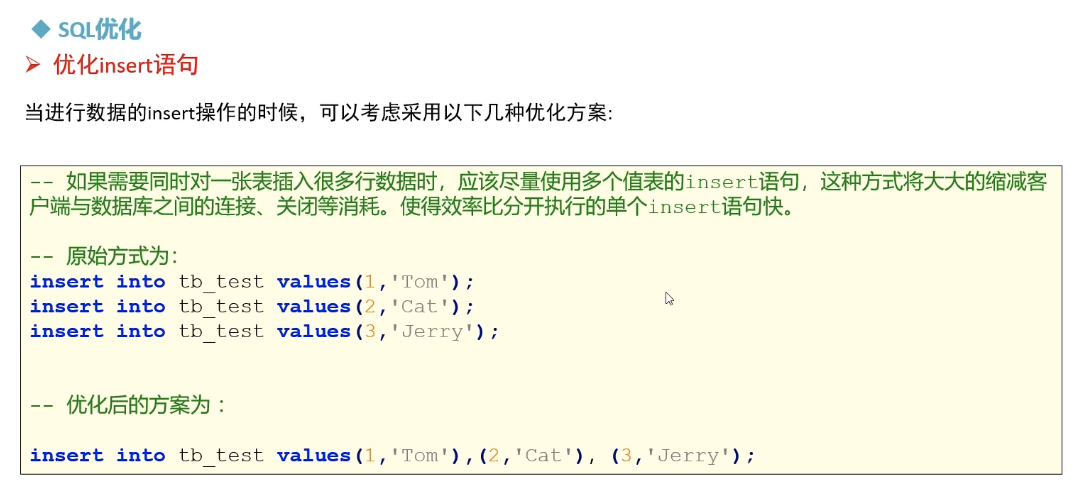 ◆ SQL优化
➢ 优化insert语句
当进行数据的insert操作的时候，可以考虑采用以下几种优化方案:
-- 如果需要同时对一张表插入很多行数据时，应该尽量使用多个值表的insert语句，这种方式将大大的缩减客
户端与数据库之间的连接、关闭等消耗。使得效率比分开执行的单个insert语句快。
-- 原始方式为：
insert into tb_test values(1,'Tom');
insert into tb_test values(2,'Cat');
insert into tb_test values(3,'Jerry');
-- 优化后的方案为 ：
insert into tb_test values(1,'Tom'),(2,'Cat'), (3,'Jerry');